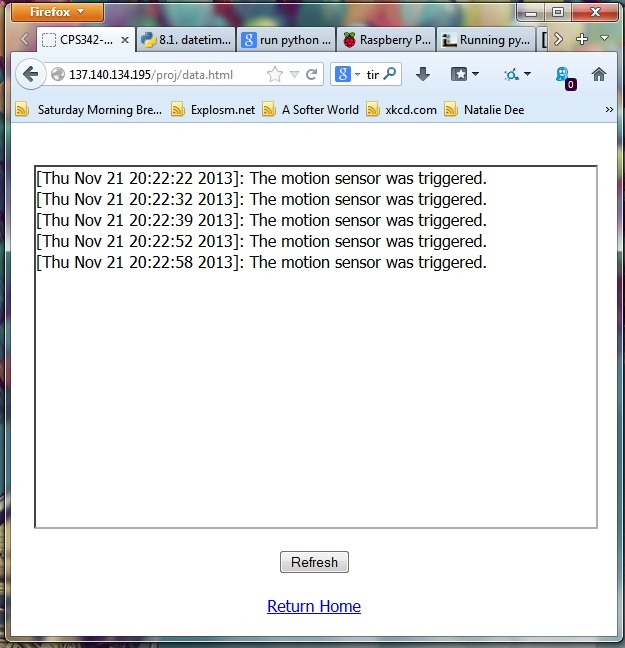 Firefox
CPS342-...
8.1. datetim...
run python ...
Raspberry P...
Running py...
137.140.134.195/proj/data.html
tir
0
Saturday Morning Bre...
Explosm.net
A Softer World
xkcd.com
Natalie Dee
[Thu Nov 21 20:22:22 2013]: The motion sensor was triggered.
[Thu Nov 21 20:22:32 2013]: The motion sensor was triggered.
[Thu Nov 21 20:22:39 2013]: The motion sensor was triggered.
[Thu Nov 21 20:22:52 2013]: The motion sensor was triggered.
[Thu Nov 21 20:22:58 2013]: The motion sensor was triggered.
Refresh
Return Home